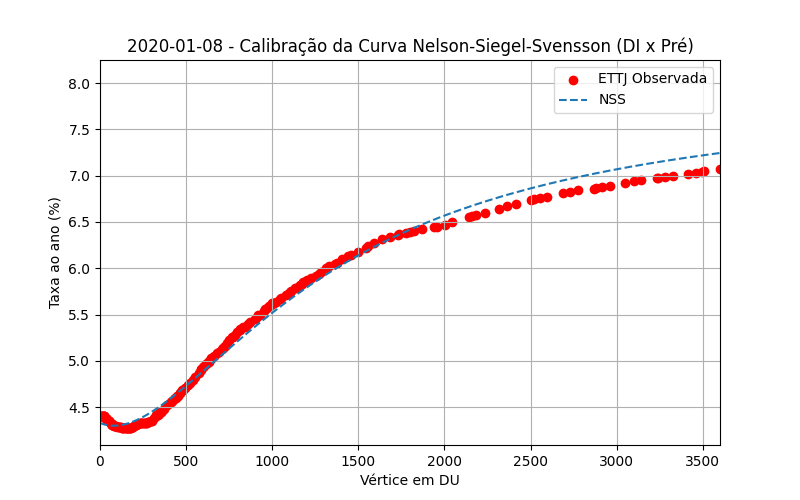 2020-01-08 - Calibração da Curva Nelson-Siegel-Svensson (DI x Pré)
ETTJ Observada
NSS
Taxa ao ano (%)
8.0
7.5
7.0
6.5
6.0
5.5
5.0
4.5
0 500 1000 1500 2000 2500 3000 3500
Vértice em DU